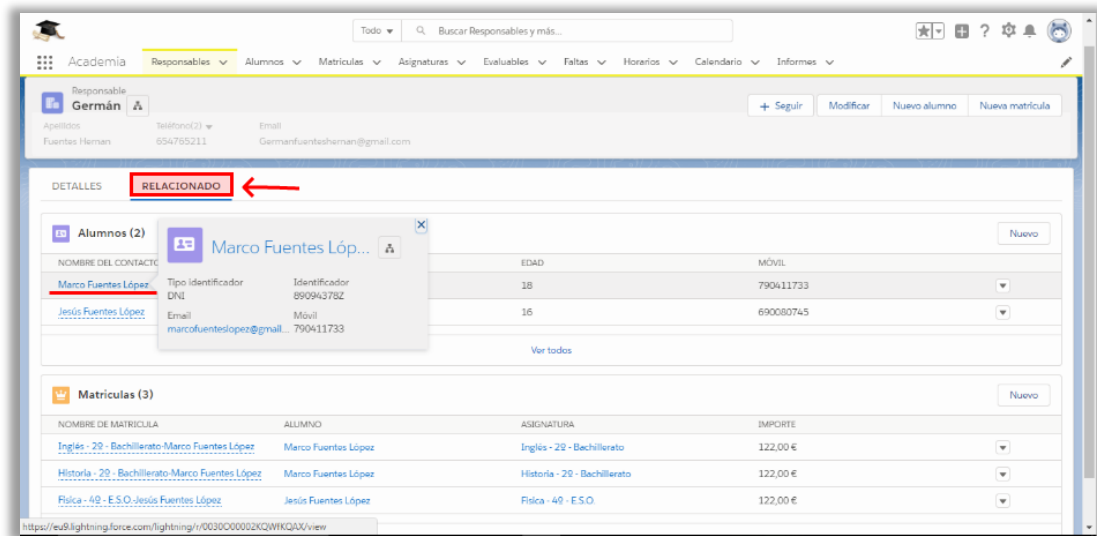 Todo Buscar Responsables y más...
Academia Responsables Alumnos Matriculas Asignaturas Evaluables Faltas Horarios Calendario Informes
Responsable
Germán
+ Seguir Modificar Nuevo alumno Nueva matrícula
Apellidos Teléfono(2) Email
Fuentes Hernan 654765211 Germanfuenteshernan@gmail.com
DETALLES RELACIONADO
Alumnos (2) Nuevo
Marco Fuentes Lóp...
NOMBRE DEL CONTACTO EDAD MÓVIL
Marco Fuentes López 18 790411733
Tipo identificador Identificador
DNI 89094378Z
Jesús Fuentes López 16 690080745
Email Móvil
marcofuenteslopez@gmail... 790411733
Ver todos
Matriculas (3) Nuevo
NOMBRE DE MATRICULA ALUMNO ASIGNATURA IMPORTE
Inglés - 2º - Bachillerato-Marco Fuentes López Marco Fuentes López Inglés - 2º - Bachillerato 122,00 €
Historia - 2º - Bachillerato-Marco Fuentes López Marco Fuentes López Historia - 2º - Bachillerato 122,00 €
Física - 4º - E.S.O.-Jesús Fuentes López Jesús Fuentes López Física - 4º - E.S.O. 122,00 €
https://eu9.lightning.force.com/lightning/r/0030O00002KQWfKQAX/view